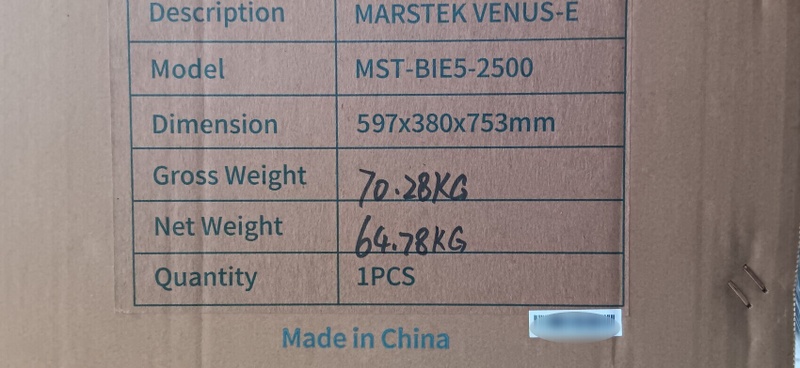 Description MARSTEK VENUS-E
Model MST-BIE5-2500
Dimension 597x380x753mm
Gross Weight 70.28KG
Net Weight 64.78KG
Quantity 1PCS
Made in China